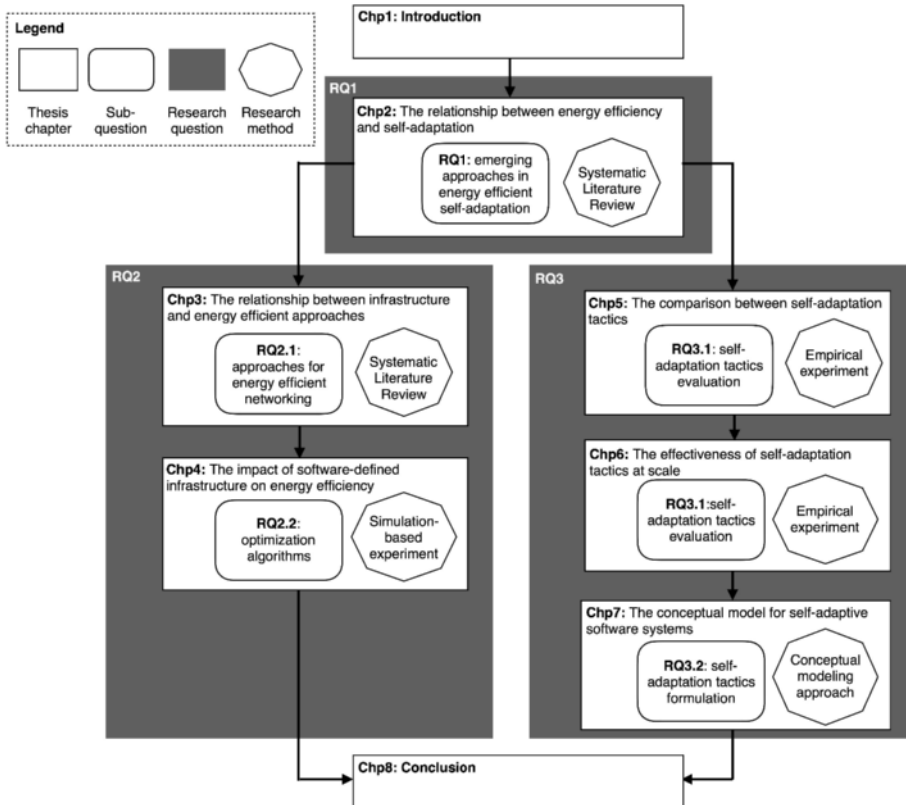 Legend
Thesis
chapter
Sub-
question
Research
question
Research
method
Chp1: Introduction
RQ1
Chp2: The relationship between energy efficiency
and self-adaptation
RQ1: emerging
approaches in
energy efficient
self-adaptation
Systematic
Literature
Review
RQ2
Chp3: The relationship between infrastructure
and energy efficient approaches
RQ2.1:
approaches for
energy efficient
networking
Systematic
Literature
Review
Chp4: The impact of software-defined
infrastructure on energy efficiency
RQ2.2:
optimization
algorithms
Simulation-
based
experiment
RQ3
Chp5: The comparison between self-adaptation
tactics
RQ3.1: self-
adaptation tactics
evaluation
Empirical
experiment
Chp6: The effectiveness of self-adaptation
tactics at scale
RQ3.1:self-
adaptation tactics
evaluation
Empirical
experiment
Chp7: The conceptual model for self-adaptive
software systems
RQ3.2: self-
adaptation tactics
formulation
Conceptual
modeling
approach
Chp8: Conclusion